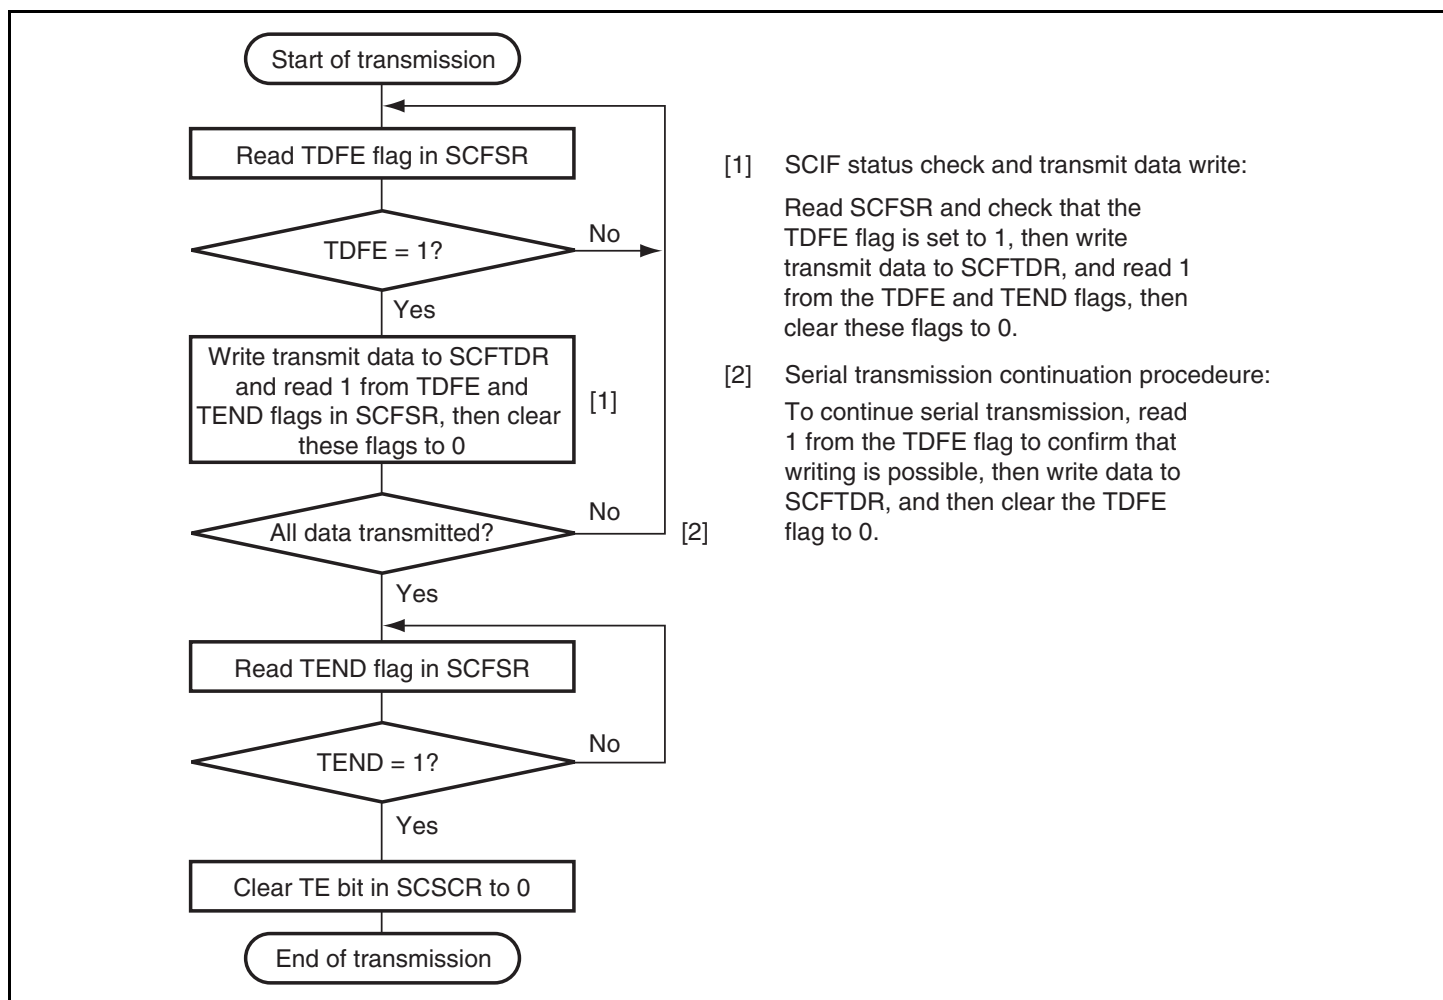 Start of transmission
Read TDFE flag in SCFSR
TDFE = 1?
No
Yes
Write transmit data to SCFTDR
and read 1 from TDFE and
TEND flags in SCFSR, then clear
these flags to 0
[1]
All data transmitted?
No
[2]
Yes
Read TEND flag in SCFSR
TEND = 1?
No
Yes
Clear TE bit in SCSCR to 0
End of transmission
[1] SCIF status check and transmit data write:
Read SCFSR and check that the
TDFE flag is set to 1, then write
transmit data to SCFTDR, and read 1
from the TDFE and TEND flags, then
clear these flags to 0.
[2] Serial transmission continuation procedeure:
To continue serial transmission, read
1 from the TDFE flag to confirm that
writing is possible, then write data to
SCFTDR, and then clear the TDFE
flag to 0.